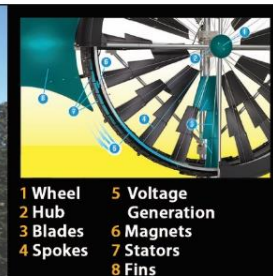 1 Wheel
2 Hub
3 Blades
4 Spokes
5 Voltage
Generation
6 Magnets
7 Stators
8 Fins